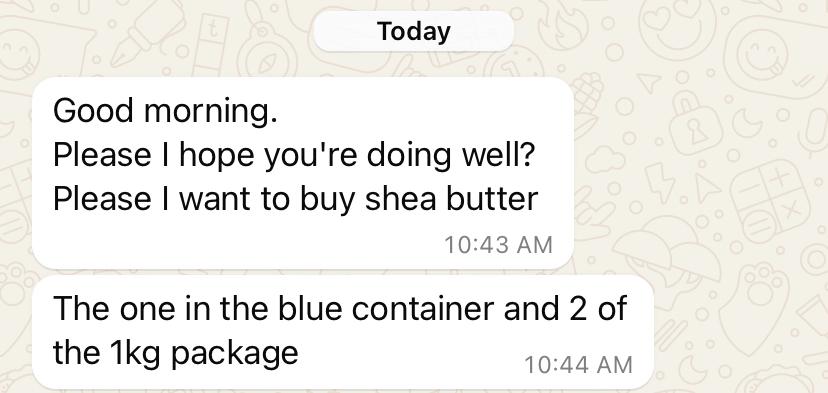 Today
Good morning.
Please I hope you're doing well?
Please I want to buy shea butter
10:43 AM
The one in the blue container and 2 of
the 1kg package
10:44 AM